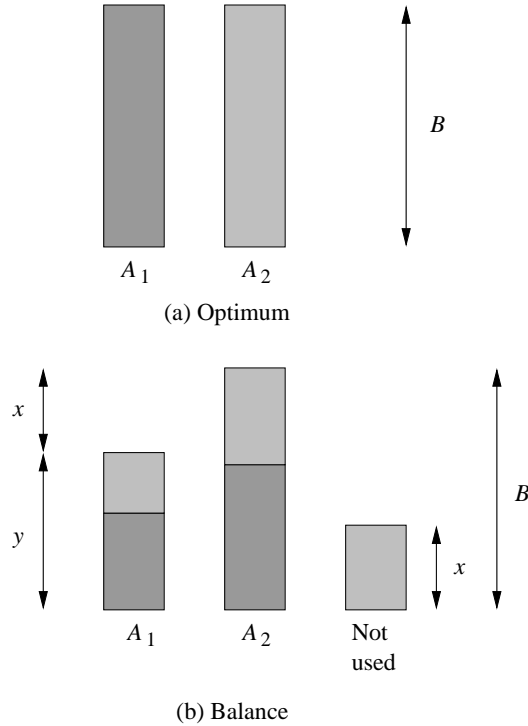 B
A1 A2
(a) Optimum
x
y
B
x
A1 A2 Not
used
(b) Balance